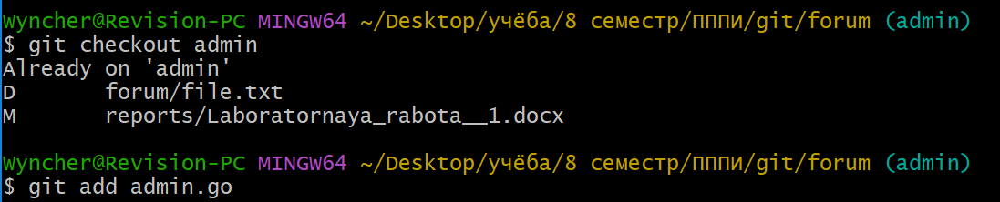 Wyncher@Revision-PC MINGW64 ~/Desktop/учёба/8 семестр/ПППИ/git/forum (admin)
$ git checkout admin
Already on 'admin'
D       forum/file.txt
M       reports/Laboratornaya_rabota__1.docx
Wyncher@Revision-PC MINGW64 ~/Desktop/учёба/8 семестр/ПППИ/git/forum (admin)
$ git add admin.go